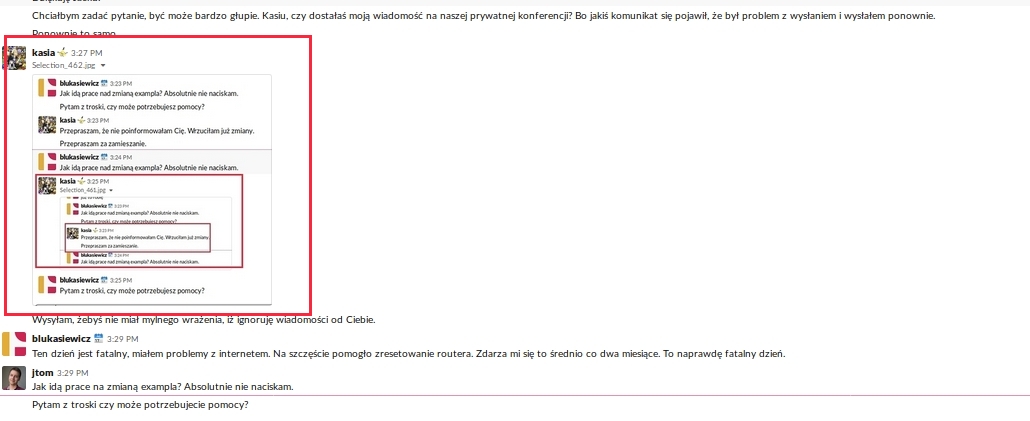 Chciałbym zadać pytanie, być może bardzo głupie. Kasiu, czy dostałaś moją wiadomość na naszej prywatnej konferencji? Bo jakiś komunikat się pojawił, że był problem z wysłaniem i wysłałem ponownie.
Ponownie to samo
kasia 3:27 PM
Selection_462.jpg
blukasiewicz 3:23 PM
Jak idą prace nad zmianą exampla? Absolutnie nie naciskam.
Pytam z troski, czy może potrzebujesz pomocy?
kasia 3:23 PM
Przepraszam, że nie poinformowałam Cię. Wrzuciłam już zmiany.
Przepraszam za zamieszanie.
blukasiewicz 3:24 PM
Jak idą prace nad zmianą exampla? Absolutnie nie naciskam.
kasia 3:25 PM
Selection_461.jpg
blukasiewicz 3:23 PM
Jak idą prace nad zmianą exampla? Absolutnie nie naciskam.
Pytam z troski, czy może potrzebujesz pomocy?
kasia 3:23 PM
Przepraszam, że nie poinformowałam Cię. Wrzuciłam już zmiany
Przepraszam za zamieszanie.
blukasiewicz 3:24 PM
Jak idą prace nad zmianą exampla? Absolutnie nie naciskam.
blukasiewicz 3:25 PM
Pytam z troski, czy może potrzebujesz pomocy?
Wysyłam, żebyś nie miał mylnego wrażenia, iż ignoruję wiadomości od Ciebie.
blukasiewicz 3:29 PM
Ten dzień jest fatalny, miałem problemy z internetem. Na szczęście pomogło zresetowanie routera. Zdarza mi się to średnio co dwa miesiące. To naprawdę fatalny dzień.
jtom 3:29 PM
Jak idą prace na zmianą exampla? Absolutnie nie naciskam.
Pytam z troski czy może potrzebujecie pomocy?